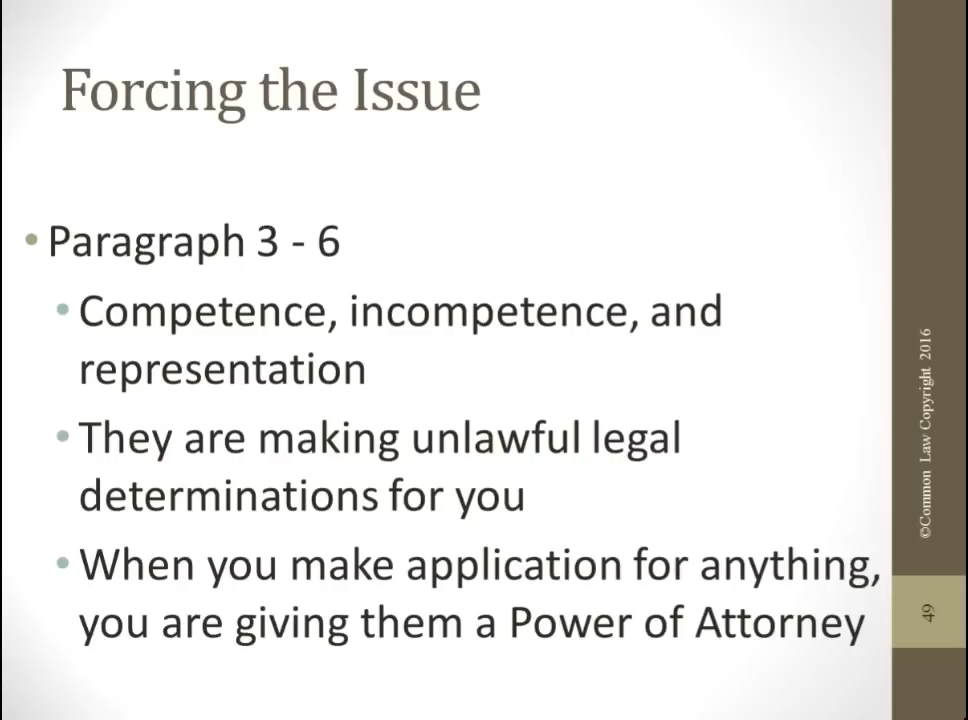 Forcing the Issue
• Paragraph 3 - 6
• Competence, incompetence, and
representation
• They are making unlawful legal
determinations for you
• When you make application for anything,
you are giving them a Power of Attorney
©Common Law Copyright 2016
49